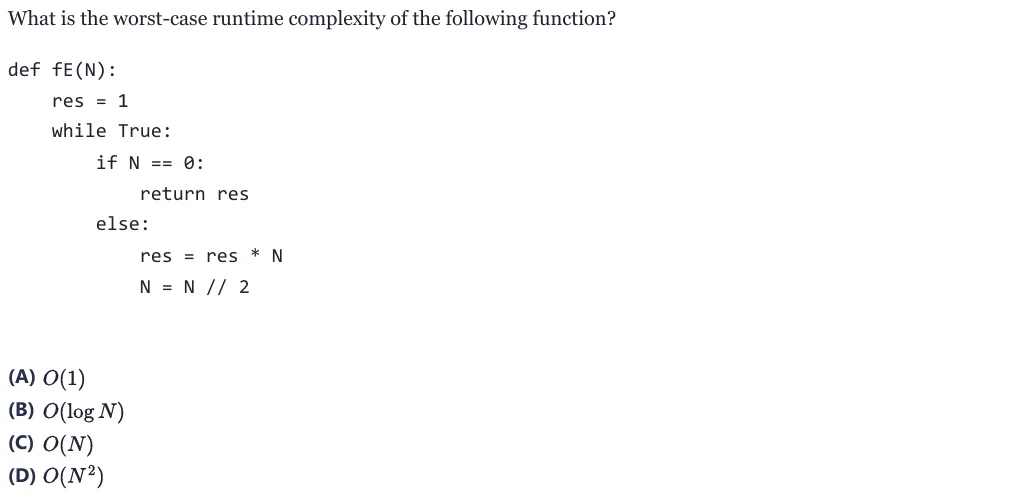 What is the worst-case runtime complexity of the following function?
def fE(N):
    res = 1
    while True:
        if N == 0:
            return res
        else:
            res = res * N
            N = N // 2
(A) O(1)
(B) O(log N)
(C) O(N)
(D) O(N²)